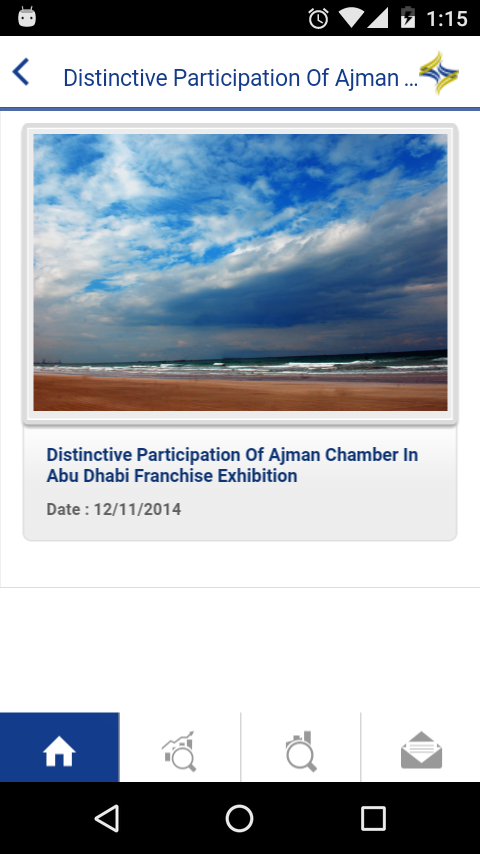 1:15
Distinctive Participation Of Ajman ...
Distinctive Participation Of Ajman Chamber In
Abu Dhabi Franchise Exhibition
Date : 12/11/2014